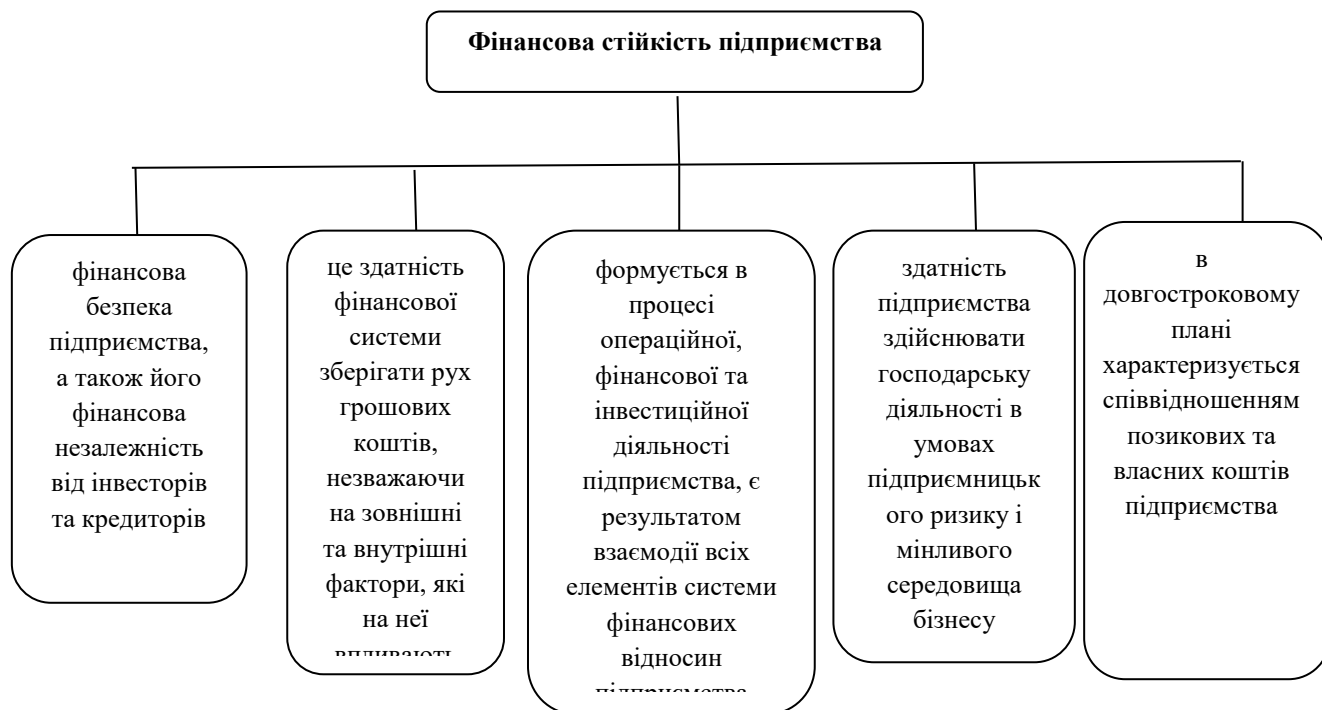 Фінансова стійкість підприємства
фінансова
безпека
підприємства,
а також його
фінансова
незалежність
від інвесторів
та кредиторів
це здатність
фінансової
системи
зберігати рух
грошових
коштів,
незважаючи
на зовнішні
та внутрішні
фактори, які
на неї
впливають
формується в
процесі
операційної,
фінансової та
інвестиційної
діяльності
підприємства, є
результатом
взаємодії всіх
елементів системи
фінансових
відносин
підприємства
здатність
підприємства
здійснювати
господарську
діяльності в
умовах
підприємницьк
ого ризику і
мінливого
середовища
бізнесу
в
довгостроковому
плані
характеризується
співвідношенням
позикових та
власних коштів
підприємства